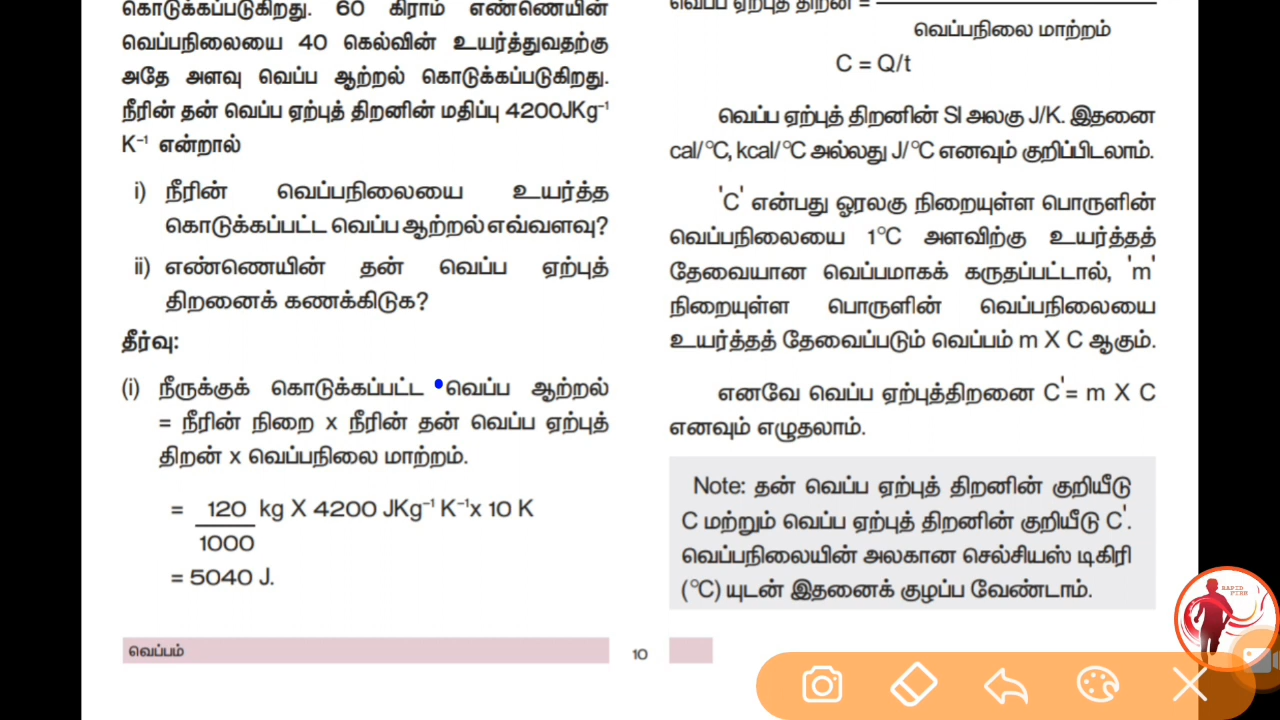 கொடுக்கப்படுகிறது. 60 கிராம் எண்ணெயின்
வெப்பநிலையை 40 கெல்வின் உயர்த்துவதற்கு
அதே அளவு வெப்ப ஆற்றல் கொடுக்கப்படுகிறது.
நீரின் தன் வெப்ப ஏற்புத் திறனின் மதிப்பு 4200JKg⁻¹
K⁻¹ என்றால்
i) நீரின் வெப்பநிலையை உயர்த்த
கொடுக்கப்பட்ட வெப்ப ஆற்றல் எவ்வளவு?
ii) எண்ணெயின் தன் வெப்ப ஏற்புத்
திறனைக் கணக்கிடுக?
தீர்வு:
(i) நீருக்குக் கொடுக்கப்பட்ட வெப்ப ஆற்றல்
= நீரின் நிறை x நீரின் தன் வெப்ப ஏற்புத்
திறன் x வெப்பநிலை மாற்றம்.
= 120 kg X 4200 JKg⁻¹ K⁻¹x 10 K
1000
= 5040 J.
வெப்பம்
10
வெப்ப ஏற்புத் திறன் =
வெப்பநிலை மாற்றம்
C = Q/t
வெப்ப ஏற்புத் திறனின் SI அலகு J/K. இதனை
cal/°C, kcal/°C அல்லது J/°C எனவும் குறிப்பிடலாம்.
'C' என்பது ஓரலகு நிறையுள்ள பொருளின்
வெப்பநிலையை 1°C அளவிற்கு உயர்த்தத்
தேவையான வெப்பமாகக் கருதப்பட்டால், 'm'
நிறையுள்ள பொருளின் வெப்பநிலையை
உயர்த்தத் தேவைப்படும் வெப்பம் m X C ஆகும்.
எனவே வெப்ப ஏற்புத்திறனை C'= m X C
எனவும் எழுதலாம்.
Note: தன் வெப்ப ஏற்புத் திறனின் குறியீடு
C மற்றும் வெப்ப ஏற்புத் திறனின் குறியீடு C'.
வெப்பநிலையின் அலகான செல்சியஸ் டிகிரி
(°C) யுடன் இதனைக் குழப்ப வேண்டாம்.
RAPID
FIRE